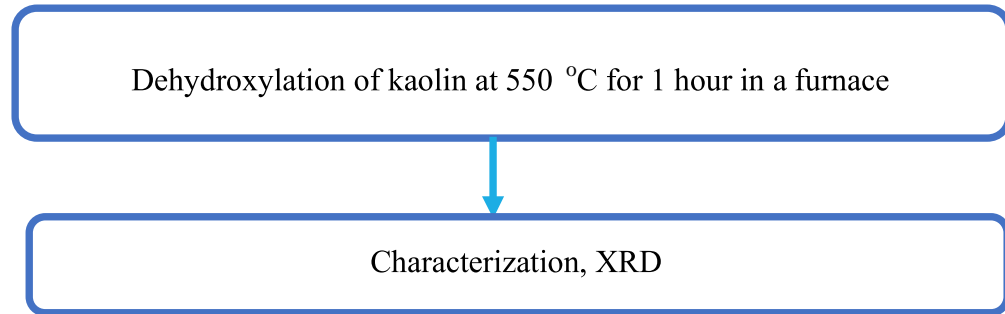 Dehydroxylation of kaolin at 550 °C for 1 hour in a furnace
Characterization, XRD